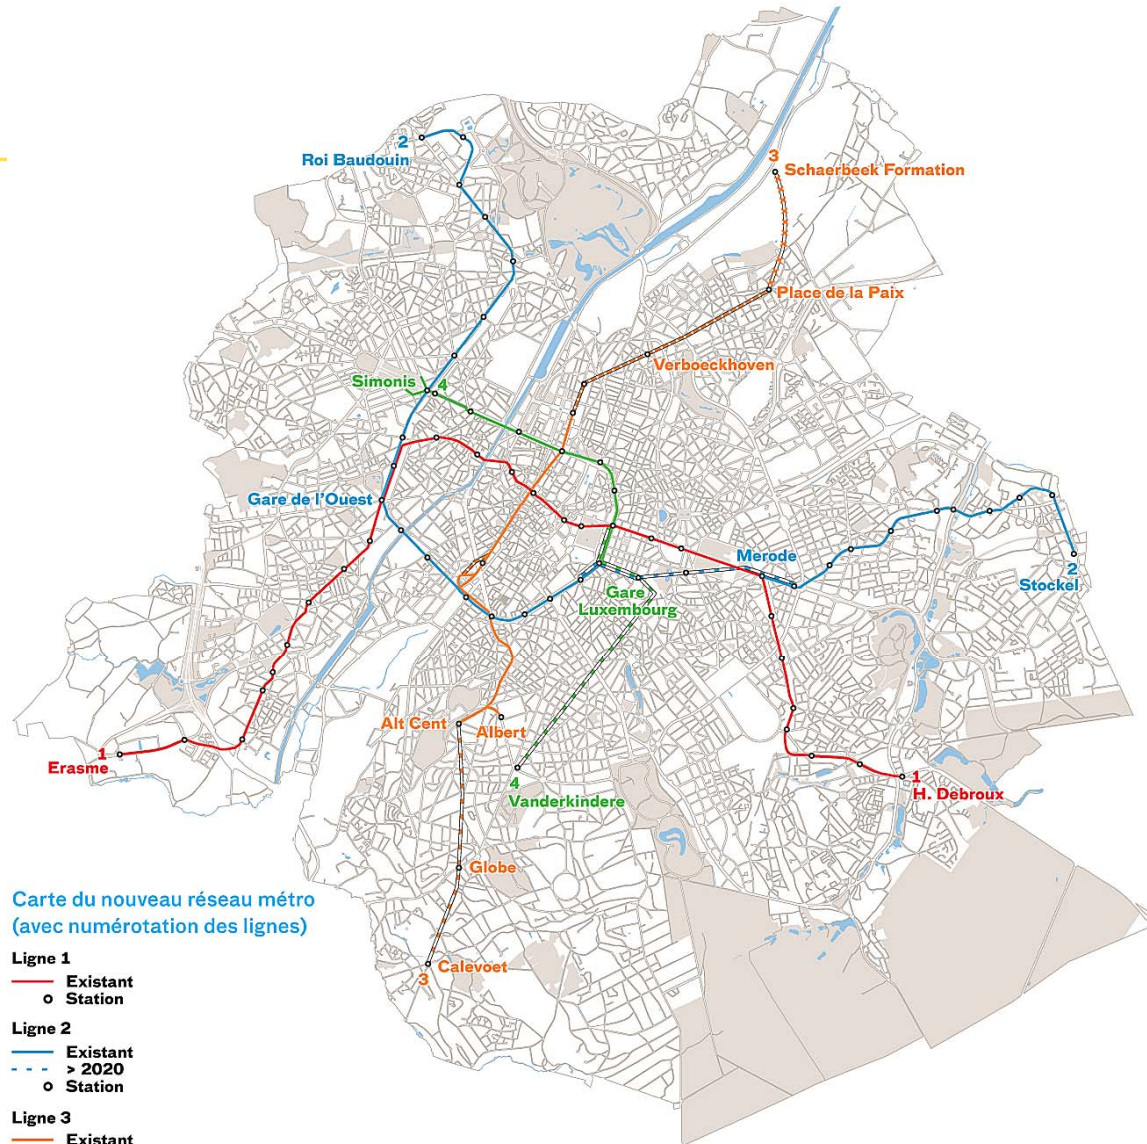 2
Roi Baudouin
3
Schaerbeek Formation
Place de la Paix
Verboeckhoven
Simonis
4
Gare de l'Ouest
Merode
2
Stockel
Gare
Luxembourg
Alt Cent
Albert
1
Erasme
4
Vanderkindere
1
H. Debroux
Globe
Calevoet
3
Carte du nouveau réseau métro
(avec numérotation des lignes)
Ligne 1
Existant
Station
Ligne 2
Existant
> 2020
Station
Ligne 3
Existant